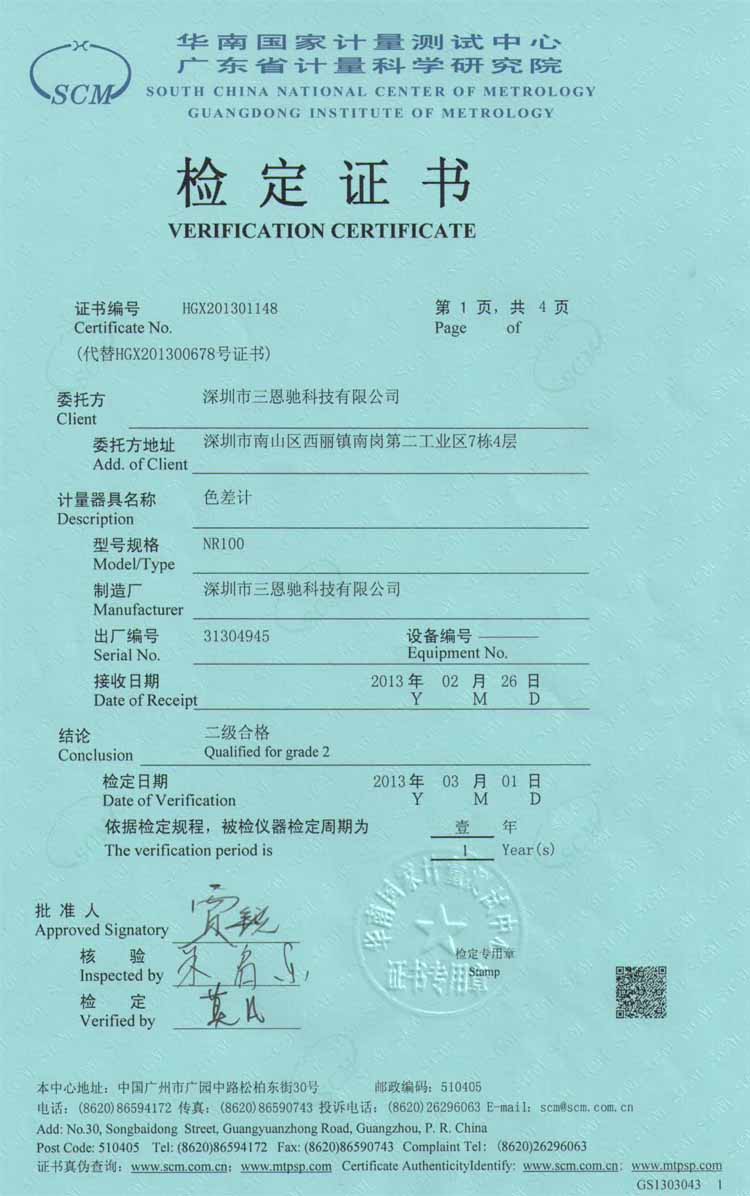 SCM
华南国家计量测试中心
广东省计量科学研究院
SOUTH CHINA NATIONAL CENTER OF METROLOGY
GUANGDONG INSTITUTE OF METROLOGY
检定证书
VERIFICATION CERTIFICATE
证书编号 HGX201301148 第 1 页，共 4 页
Certificate No. Page of
(代替HGX201300678号证书)
委托方 深圳市三恩驰科技有限公司
Client
委托方地址 深圳市南山区西丽镇南岗第二工业区7栋4层
Add. of Client
计量器具名称 色差计
Description
型号规格 NR100
Model/Type
制造厂 深圳市三恩驰科技有限公司
Manufacturer
出厂编号 31304945 设备编号 ————
Serial No. Equipment No.
接收日期 2013 年 02 月 26 日
Date of Receipt Y M D
结论 二级合格
Conclusion Qualified for grade 2
检定日期 2013 年 03 月 01 日
Date of Verification Y M D
依据检定规程，被检仪器检定周期为 壹 年
The verification period is 1 Year(s)
批准人 贾锐
Approved Signatory
核 验
Inspected by
检定专用章
Stamp
华南国家计量测试中心
证书专用章
检 定
Verified by
本中心地址：中国广州市广园中路松柏东街30号 邮政编码：510405
电话：(8620)86594172 传真：(8620)86590743 投诉电话：(8620)26296063 E-mail：scm@scm.com.cn
Add: No.30, Songbaidong Street, Guangyuanzhong Road, Guangzhou, P. R. China
Post Code: 510405 Tel: (8620)86594172 Fax: (8620)86590743 Complaint Tel: (8620)26296063
证书真伪查询：www.scm.com.cn；www.mtpsp.com Certificate AuthenticityIdentify: www.scm.com.cn; www.mtpsp.com
GS1303043 1